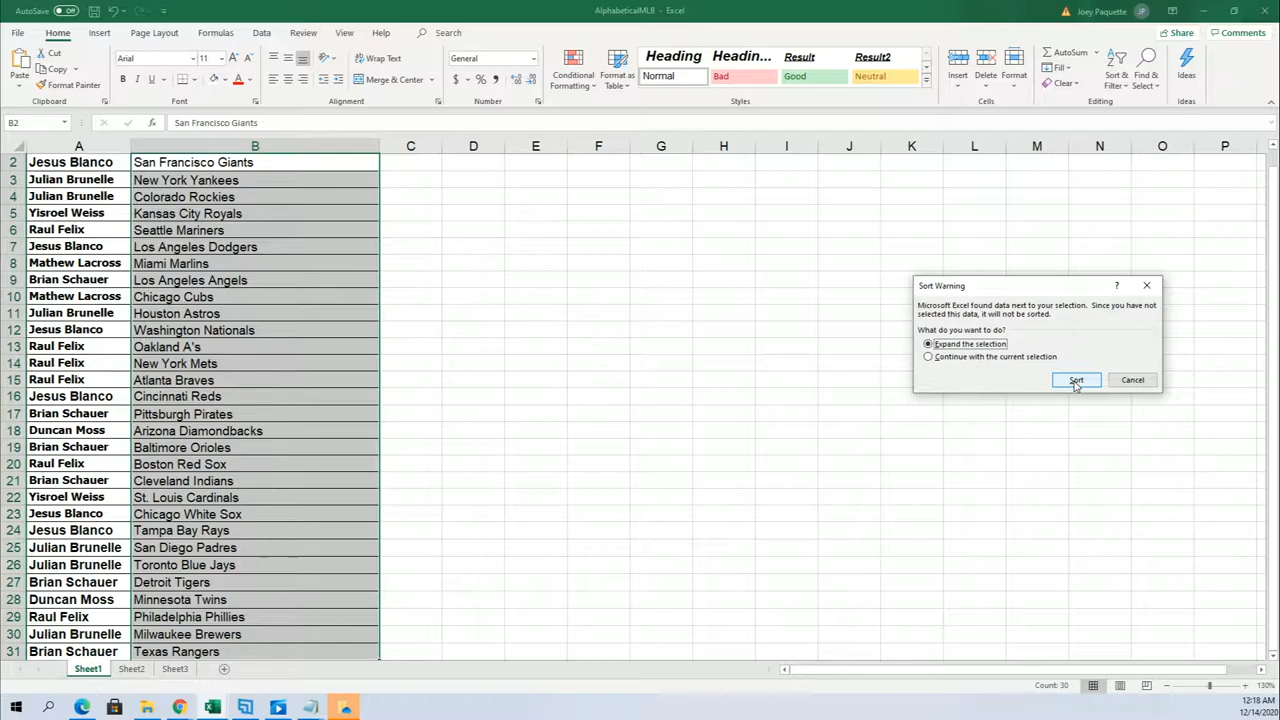 AutoSave Off
AlphabeticalMLB - Excel
Joey Paquette JP
File Home Insert Page Layout Formulas Data Review View Help Search
Share Comments
Paste
Cut
Copy
Format Painter
Clipboard
Arial 11
B I U
Font
Wrap Text
Merge & Center
Alignment
General
$ % ,
Number
Conditional Formatting
Format as Table
Heading Headin... Result Result2
Normal Bad Good Neutral
Styles
Insert Delete Format
Cells
AutoSum
Fill
Clear
Sort & Filter
Find & Select
Editing
Ideas
Ideas
B2 fx San Francisco Giants
A B C D E F G H I J K L M N O P
2 Jesus Blanco San Francisco Giants
3 Julian Brunelle New York Yankees
4 Julian Brunelle Colorado Rockies
5 Yisroel Weiss Kansas City Royals
6 Raul Felix Seattle Mariners
7 Jesus Blanco Los Angeles Dodgers
8 Mathew Lacross Miami Marlins
9 Brian Schauer Los Angeles Angels
10 Mathew Lacross Chicago Cubs
11 Julian Brunelle Houston Astros
12 Jesus Blanco Washington Nationals
13 Raul Felix Oakland A's
14 Raul Felix New York Mets
15 Raul Felix Atlanta Braves
16 Jesus Blanco Cincinnati Reds
17 Brian Schauer Pittsburgh Pirates
18 Duncan Moss Arizona Diamondbacks
19 Brian Schauer Baltimore Orioles
20 Raul Felix Boston Red Sox
21 Brian Schauer Cleveland Indians
22 Yisroel Weiss St. Louis Cardinals
23 Jesus Blanco Chicago White Sox
24 Jesus Blanco Tampa Bay Rays
25 Julian Brunelle San Diego Padres
26 Julian Brunelle Toronto Blue Jays
27 Brian Schauer Detroit Tigers
28 Duncan Moss Minnesota Twins
29 Raul Felix Philadelphia Phillies
30 Julian Brunelle Milwaukee Brewers
31 Brian Schauer Texas Rangers
Sort Warning ?
Microsoft Excel found data next to your selection. Since you have not
selected this data, it will not be sorted.
What do you want to do?
Expand the selection
Continue with the current selection
Sort Cancel
Sheet1 Sheet2 Sheet3
Count: 30 130%
12:18 AM
12/14/2020